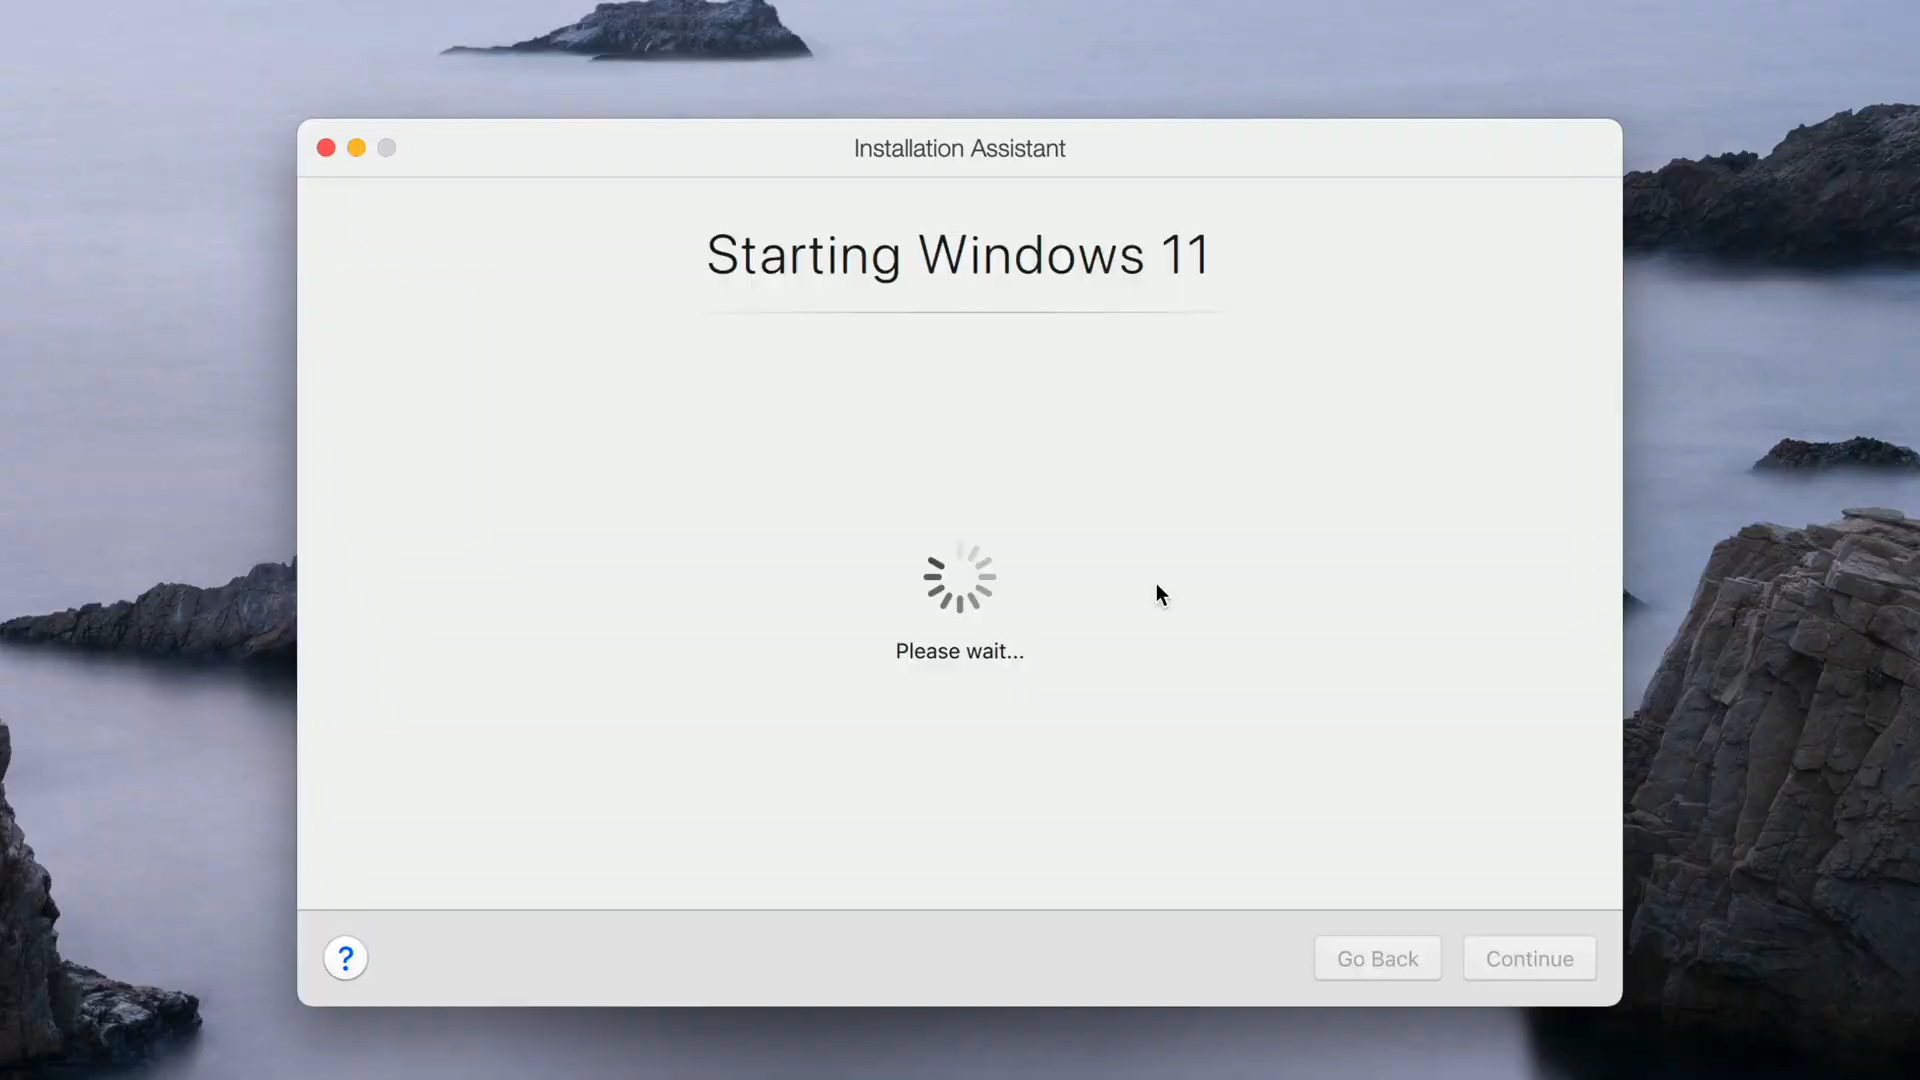 Installation Assistant
Starting Windows 11
Please wait...
?
Go Back
Continue